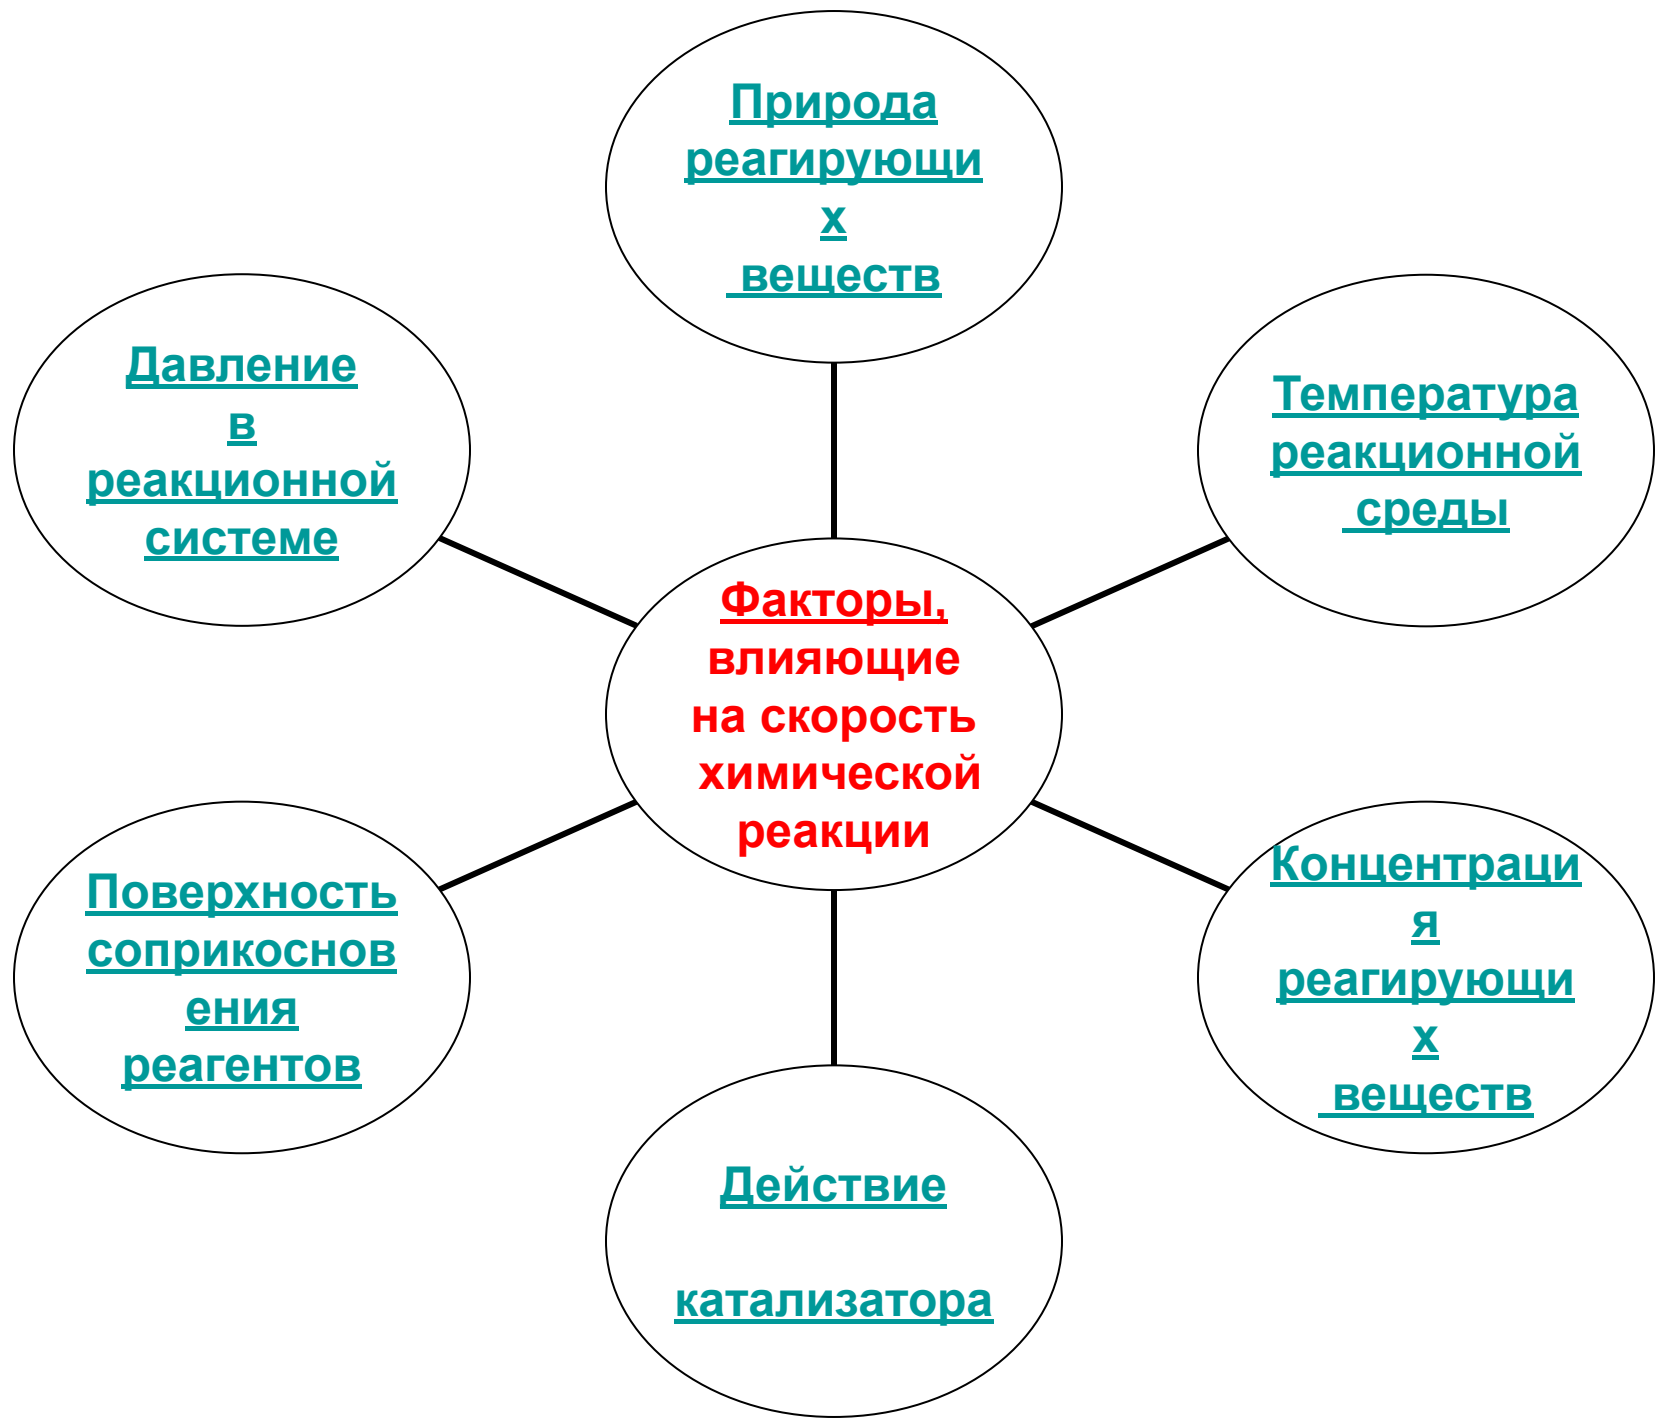 Природа
реагирующи
х
веществ
Давление
в
реакционной
системе
Температура
реакционной
среды
Факторы,
влияющие
на скорость
химической
реакции
Поверхность
соприкоснов
ения
реагентов
Концентраци
я
реагирующи
х
веществ
Действие
катализатора